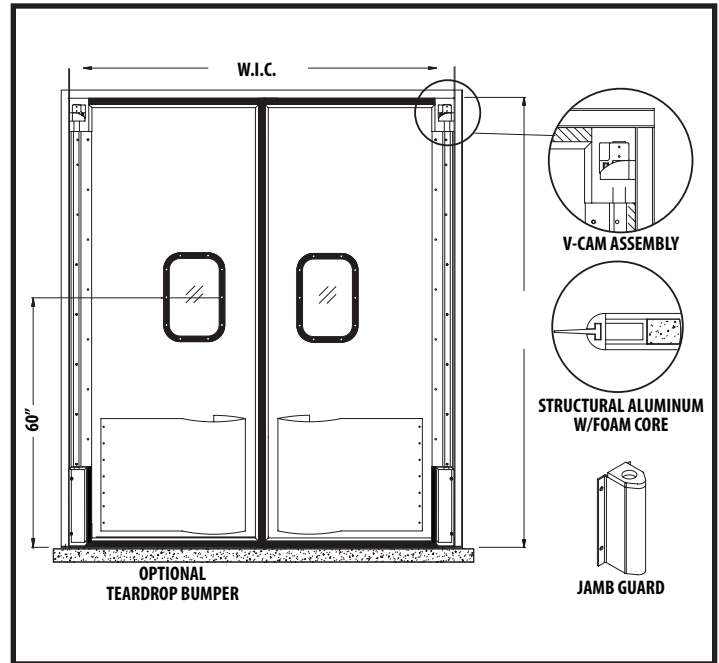 W.I.C.
V-CAM ASSEMBLY
60"
STRUCTURAL ALUMINUM
W/FOAM CORE
OPTIONAL
TEARDROP BUMPER
JAMB GUARD